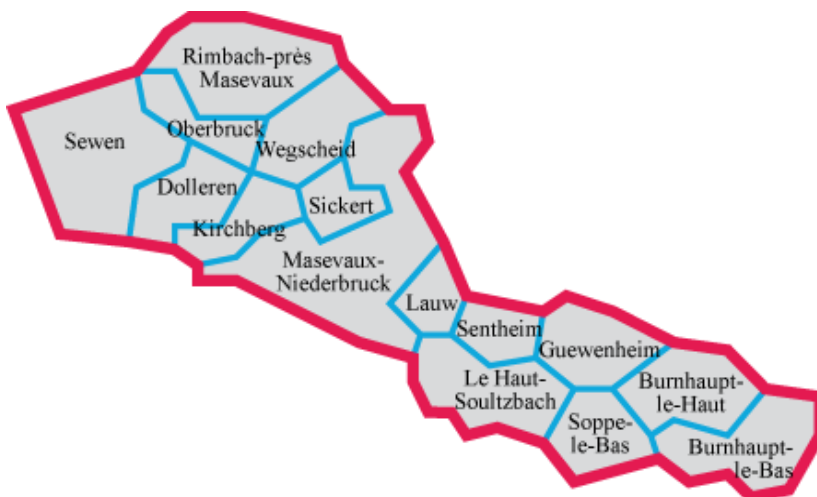 Rimbach-près
Masevaux
Oberbruck
Sewen
Wegscheid
Dolleren
Sickert
Kirchberg
Masevaux-
Niederbruck
Lauw
Sentheim
Guewenheim
Le Haut-
Soultzbach
Burnhaupt-
le-Haut
Soppe-
le-Bas
Burnhaupt-
le-Bas